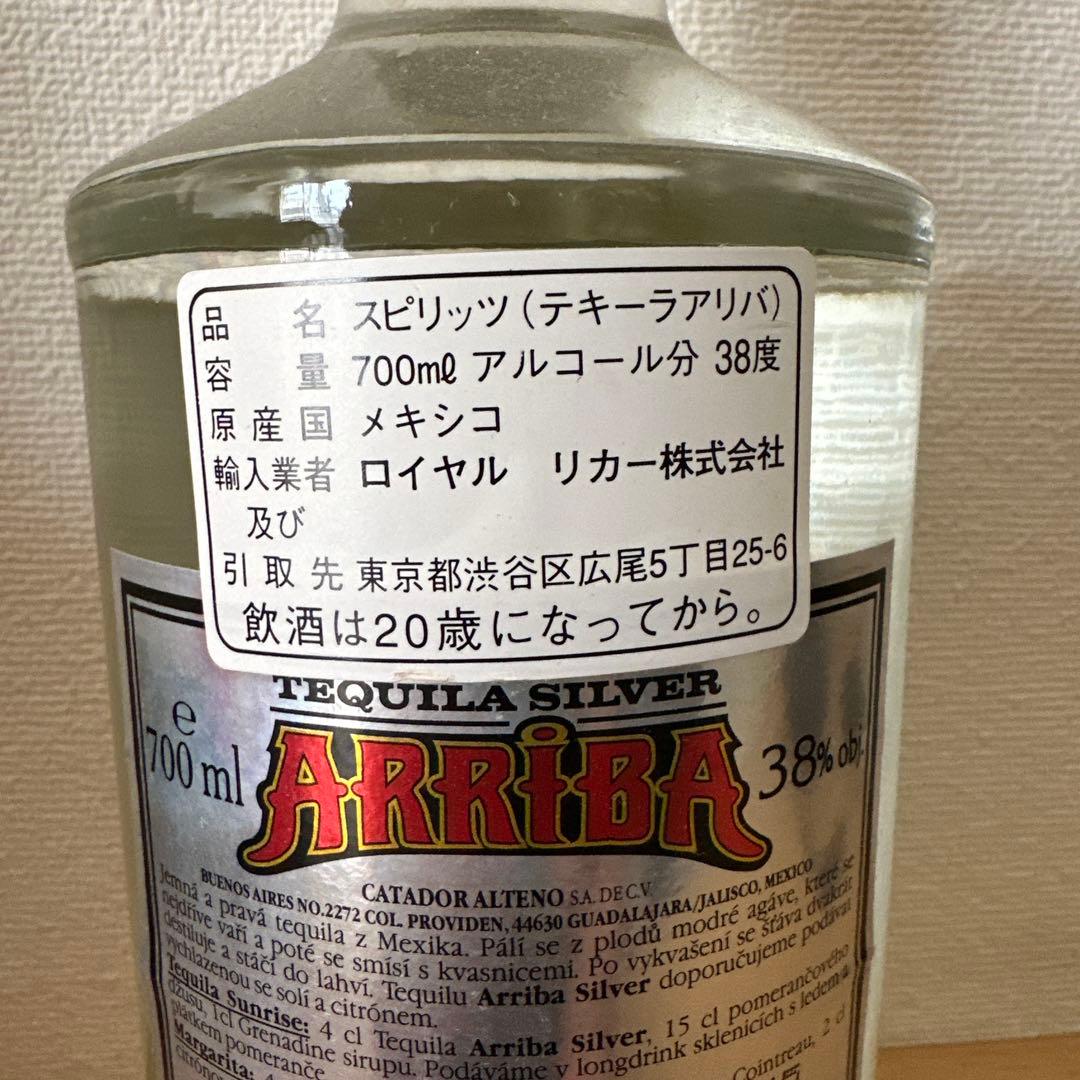 品名 スピリッツ(テキーラアリバ)
容量 700mℓ アルコール分 38度
原産国 メキシコ
輸入業者 ロイヤル リカー株式会社
及び
引取先 東京都渋谷区広尾5丁目25-6
飲酒は20歳になってから。
TEQUILA SILVER
e
700 ml
ARRiBA
38% obj.
CATADOR ALTENO S.A. DE C.V.
BUENOS AIRES NO.2272 COL. PROVIDEN, 44630 GUADALAJARA/JALISCO, MEXICO
Jemná a pravá tequila z Mexika. Pálí se z plodů modré agáve, které se
nejdříve vaří a poté se smísí s kvasnicemi. Po vykvašení se šťáva dvakrát
destiluje a stáčí do lahví. Tequilu Arriba Silver doporučujeme podávat
vychlazenou se solí a citrónem.
Tequila Sunrise: 4 cl Tequila Arriba Silver, 15 cl pomerančového
džusu, 1cl Grenadine sirupu. Podáváme v longdrink sklenicích s ledem a
plátkem pomeranče.
Margarita: Cointreau, 2 cl